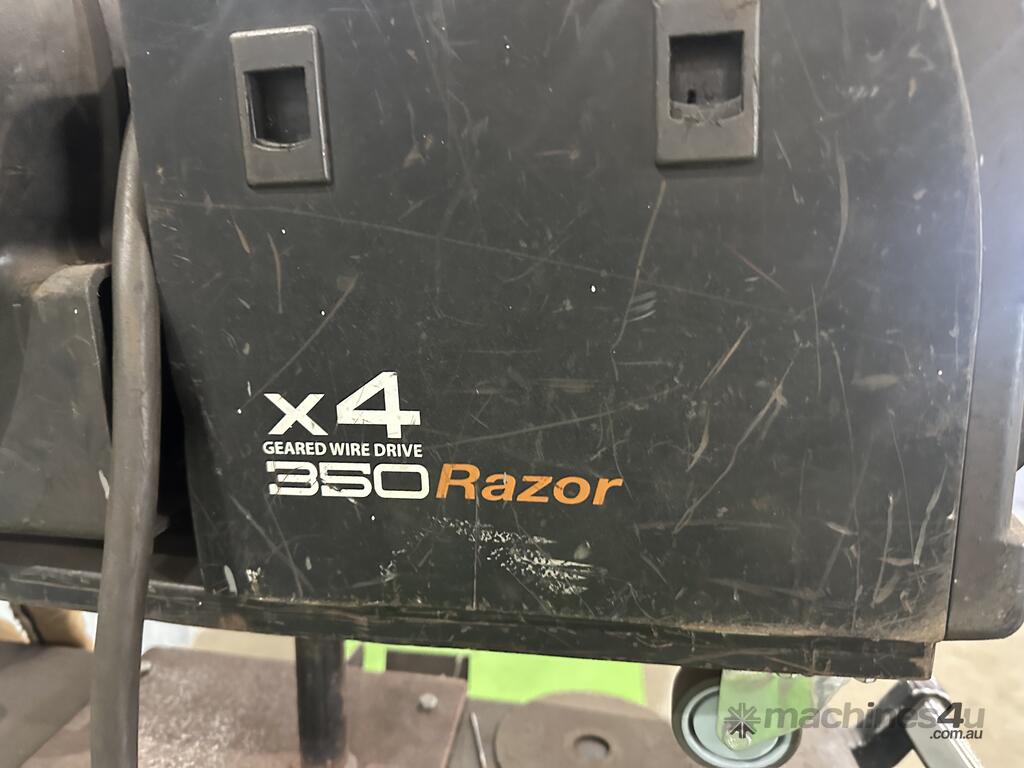 x4
GEARED WIRE DRIVE
350 Razor
machines4u
.com.au